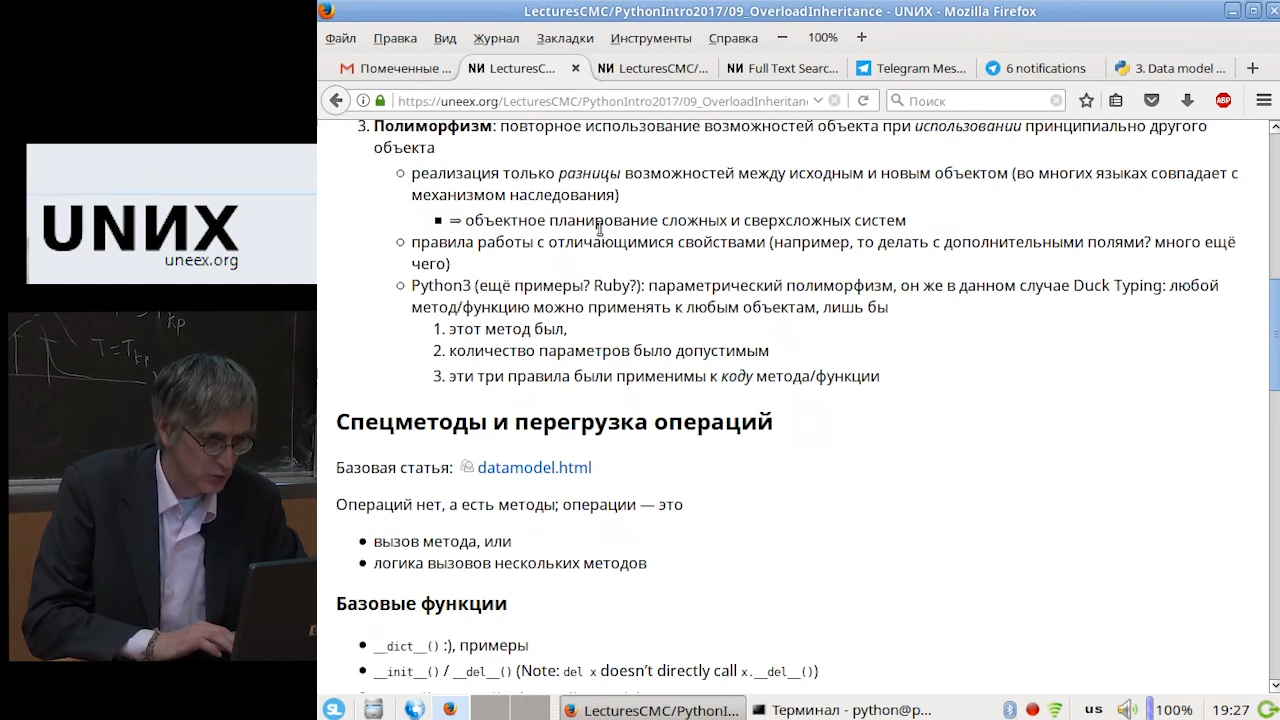 LecturesCMC/PythonIntro2017/09_OverloadInheritance - UNИX - Mozilla Firefox
Файл Правка Вид Журнал Закладки Инструменты Справка − 100% +
Помеченные ... NИ LecturesC... × NИ LecturesCMC/... NИ Full Text Searc... Telegram Mes... 6 notifications 3. Data model ... +
https://uneex.org/LecturesCMC/PythonIntro2017/09_OverloadInheritan Поиск ABP
3. Полиморфизм: повторное использование возможностей объекта при использовании принципиально другого
объекта
реализация только разницы возможностей между исходным и новым объектом (во многих языках совпадает с
механизмом наследования)
⇒ объектное планирование сложных и сверхсложных систем
правила работы с отличающимися свойствами (например, то делать с дополнительными полями? много ещё
чего)
Python3 (ещё примеры? Ruby?): параметрический полиморфизм, он же в данном случае Duck Typing: любой
метод/функцию можно применять к любым объектам, лишь бы
1. этот метод был,
2. количество параметров было допустимым
3. эти три правила были применимы к коду метода/функции
Спецметоды и перегрузка операций
Базовая статья: datamodel.html
Операций нет, а есть методы; операции — это
вызов метода, или
логика вызовов нескольких методов
Базовые функции
__dict__() :), примеры
__init__() / __del__() (Note: del x doesn’t directly call x.__del__())
UNИX
uneex.org
T=Tкр
SL LecturesCMC/PythonI... Терминал - python@p... us 100% 19:27